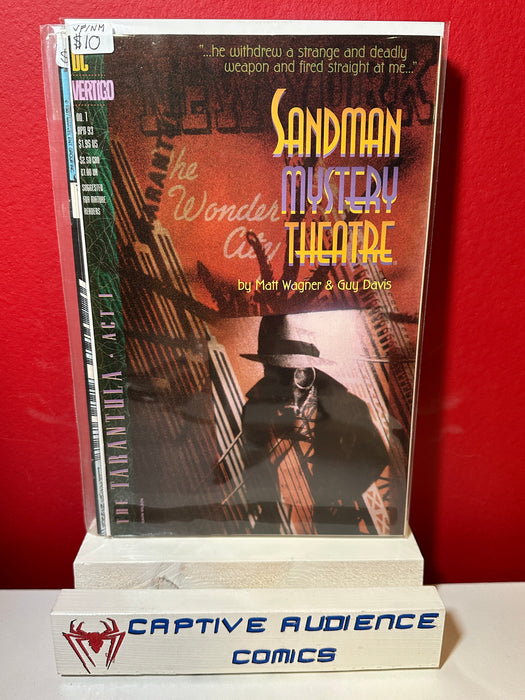 VF/NM
$10
DC
VERTIGO
NO. 1
APR 93
$1.95 US
$2.50 CAN
£1.00 UK
SUGGESTED
FOR MATURE
READERS
THE TARANTULA • ACT 1
"...he withdrew a strange and deadly
weapon and fired straight at me..."
SANDMAN
MYSTERY
THEATRE
by Matt Wagner & Guy Davis
TARANTU
The
Wonder
City
CAPTIVE AUDIENCE
COMICS